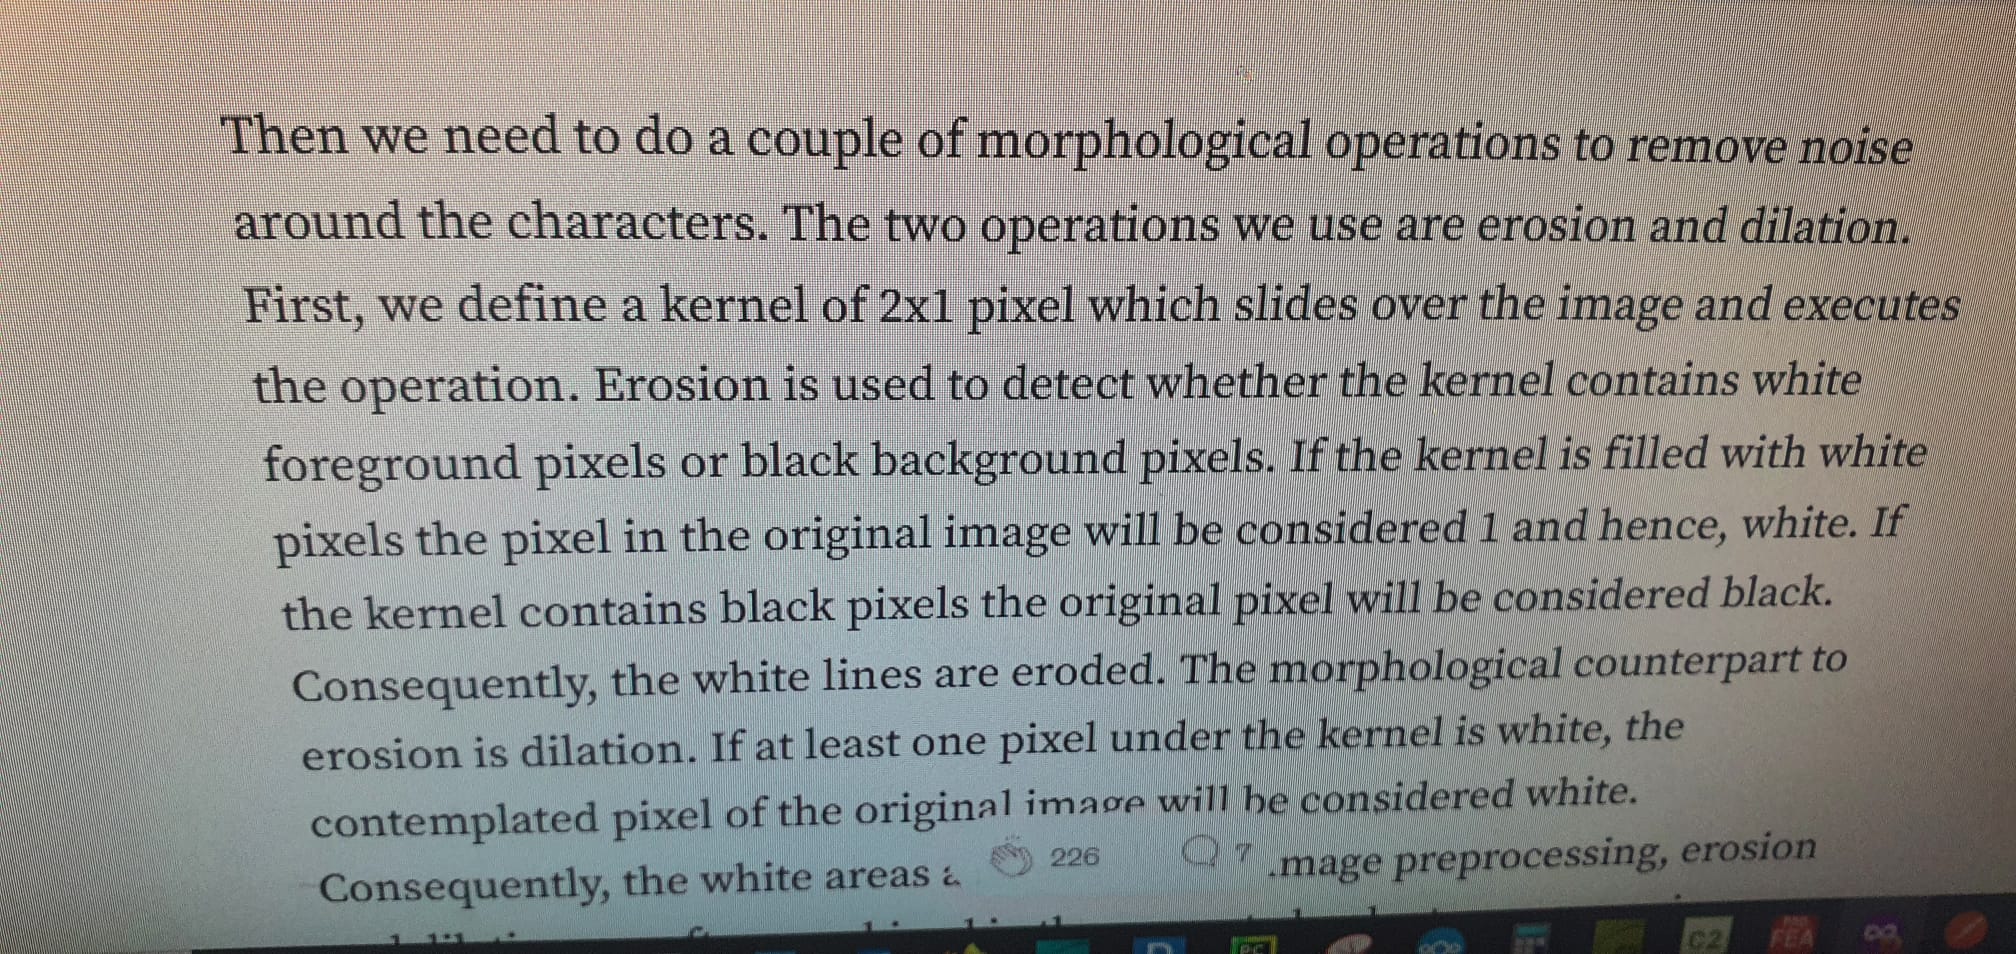 Then we need to do a couple of morphological operations to remove noise
around the characters. The two operations we use are erosion and dilation.
First, we define a kernel of 2x1 pixel which slides over the image and executes
the operation. Erosion is used to detect whether the kernel contains white
foreground pixels or black background pixels. If the kernel is filled with white
pixels the pixel in the original image will be considered 1 and hence, white. If
the kernel contains black pixels the original pixel will be considered black.
Consequently, the white lines are eroded. The morphological counterpart to
erosion is dilation. If at least one pixel under the kernel is white, the
contemplated pixel of the original image will be considered white.
Consequently, the white areas 226 7 mage preprocessing, erosion
PC C2 FEA